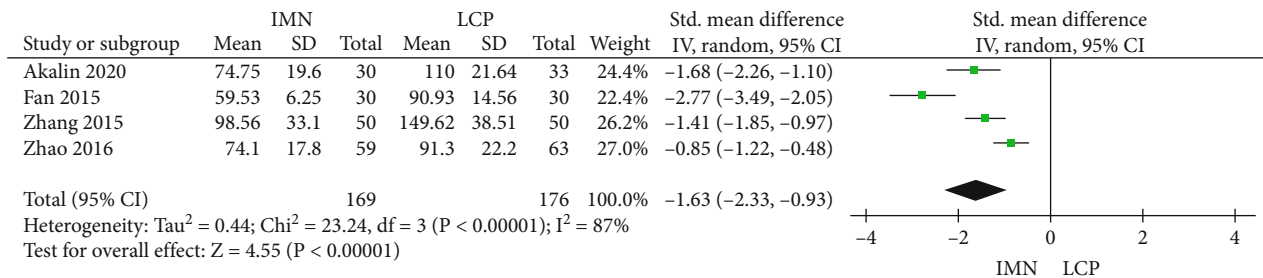 IMN LCP Std. mean difference Std. mean difference
Study or subgroup Mean SD Total Mean SD Total Weight IV, random, 95% CI IV, random, 95% CI
Akalin 2020 74.75 19.6 30 110 21.64 33 24.4% –1.68 (–2.26, –1.10)
Fan 2015 59.53 6.25 30 90.93 14.56 30 22.4% –2.77 (–3.49, –2.05)
Zhang 2015 98.56 33.1 50 149.62 38.51 50 26.2% –1.41 (–1.85, –0.97)
Zhao 2016 74.1 17.8 59 91.3 22.2 63 27.0% –0.85 (–1.22, –0.48)
Total (95% CI) 169 176 100.0% –1.63 (–2.33, –0.93)
Heterogeneity: Tau² = 0.44; Chi² = 23.24, df = 3 (P < 0.00001); I² = 87%
Test for overall effect: Z = 4.55 (P < 0.00001)
–4 –2 0 2 4
IMN LCP